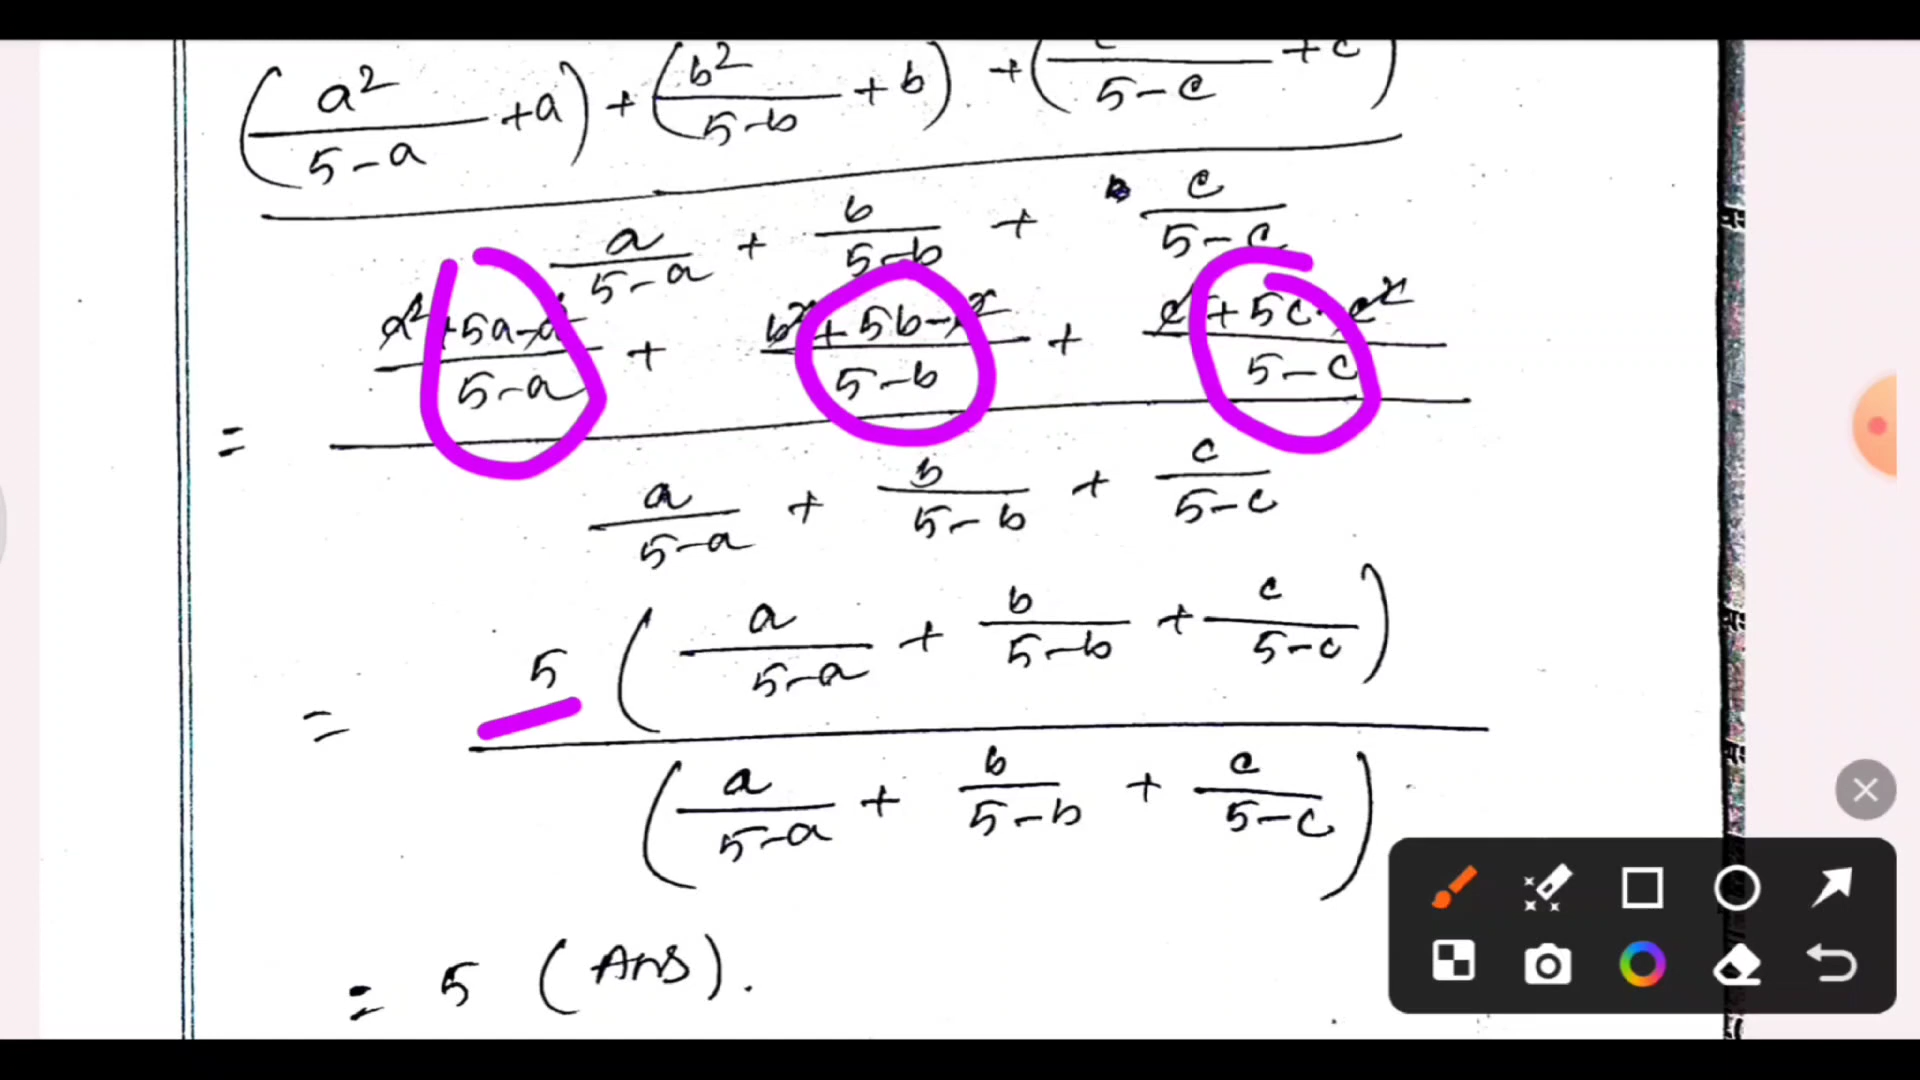 (a²/5-a + a) + (b²/5-b + b) + (/5-c + c)
a/5-a + b/5-b + c/5-c
= a²+5a-a²/5-a + b²+5b-b²/5-b + c²+5c-c²/5-c
a/5-a + b/5-b + c/5-c
= 5 (a/5-a + b/5-b + c/5-c)
(a/5-a + b/5-b + c/5-c)
= 5 (Ans).